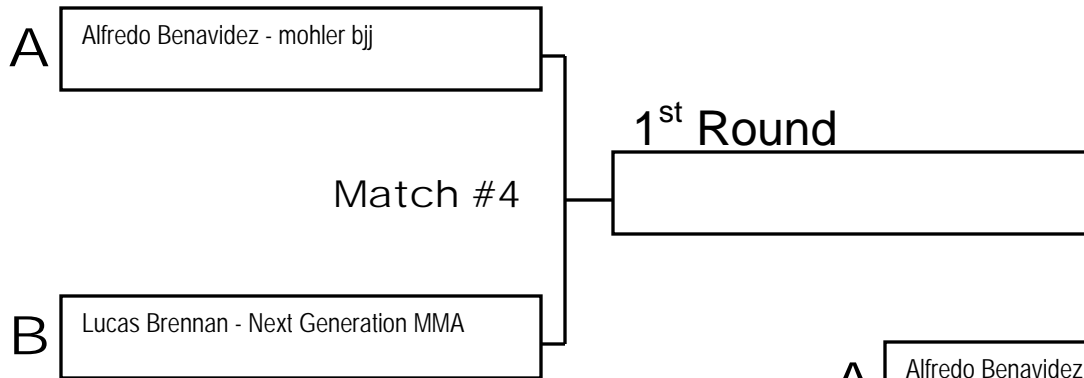 A
Alfredo Benavidez - mohler bjj
1st Round
Match #4
B
Lucas Brennan - Next Generation MMA
A
Alfredo Benavidez